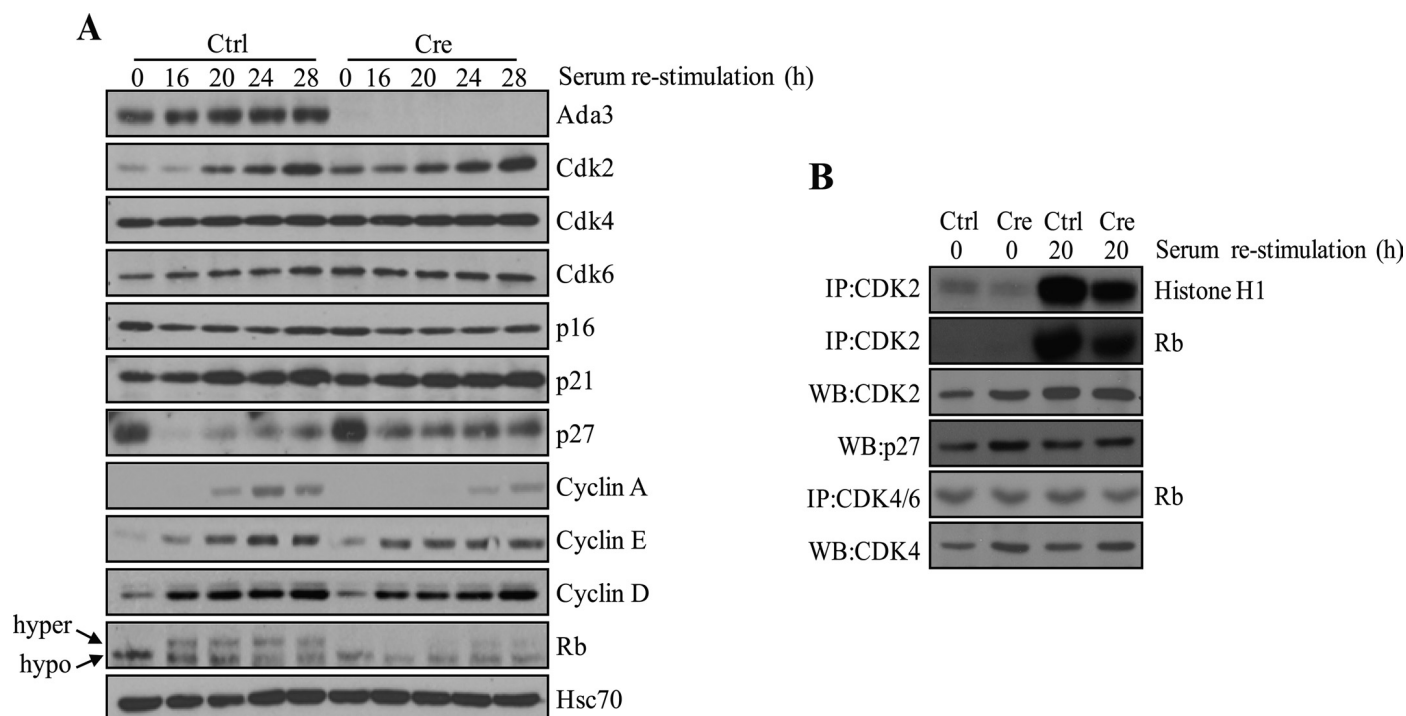 A
Ctrl Cre
0 16 20 24 28 0 16 20 24 28 Serum re-stimulation (h)
Ada3
Cdk2
Cdk4
Cdk6
p16
p21
p27
Cyclin A
Cyclin E
Cyclin D
hyper
hypo
Rb
Hsc70
B
Ctrl Cre Ctrl Cre
0 0 20 20 Serum re-stimulation (h)
IP:CDK2 Histone H1
IP:CDK2 Rb
WB:CDK2
WB:p27
IP:CDK4/6 Rb
WB:CDK4